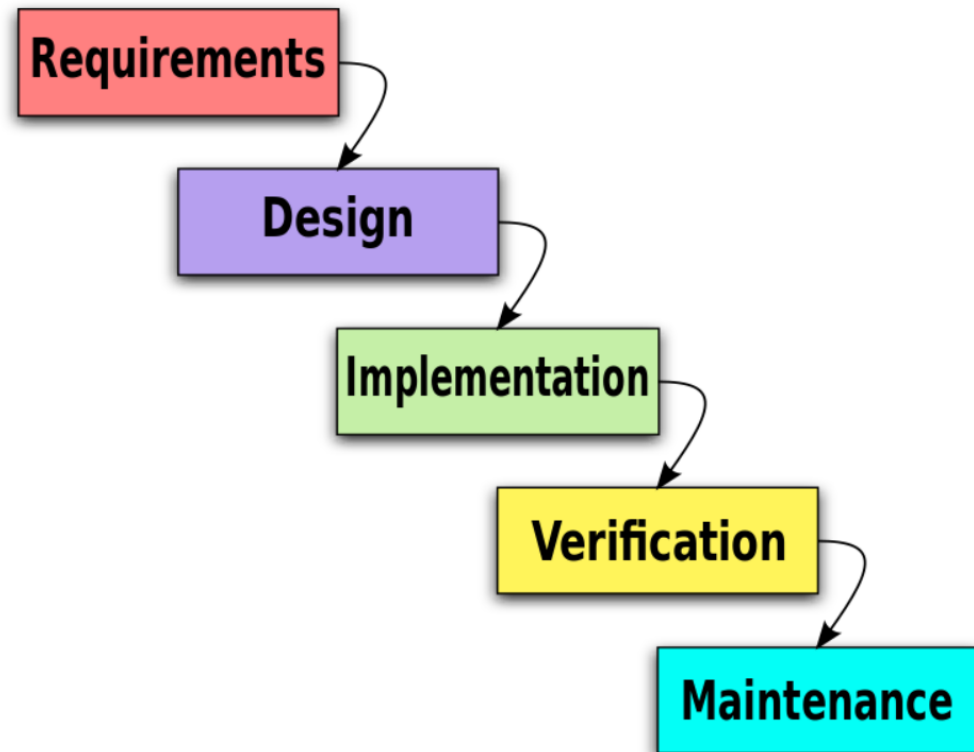 Requirements
Design
Implementation
Verification
Maintenance